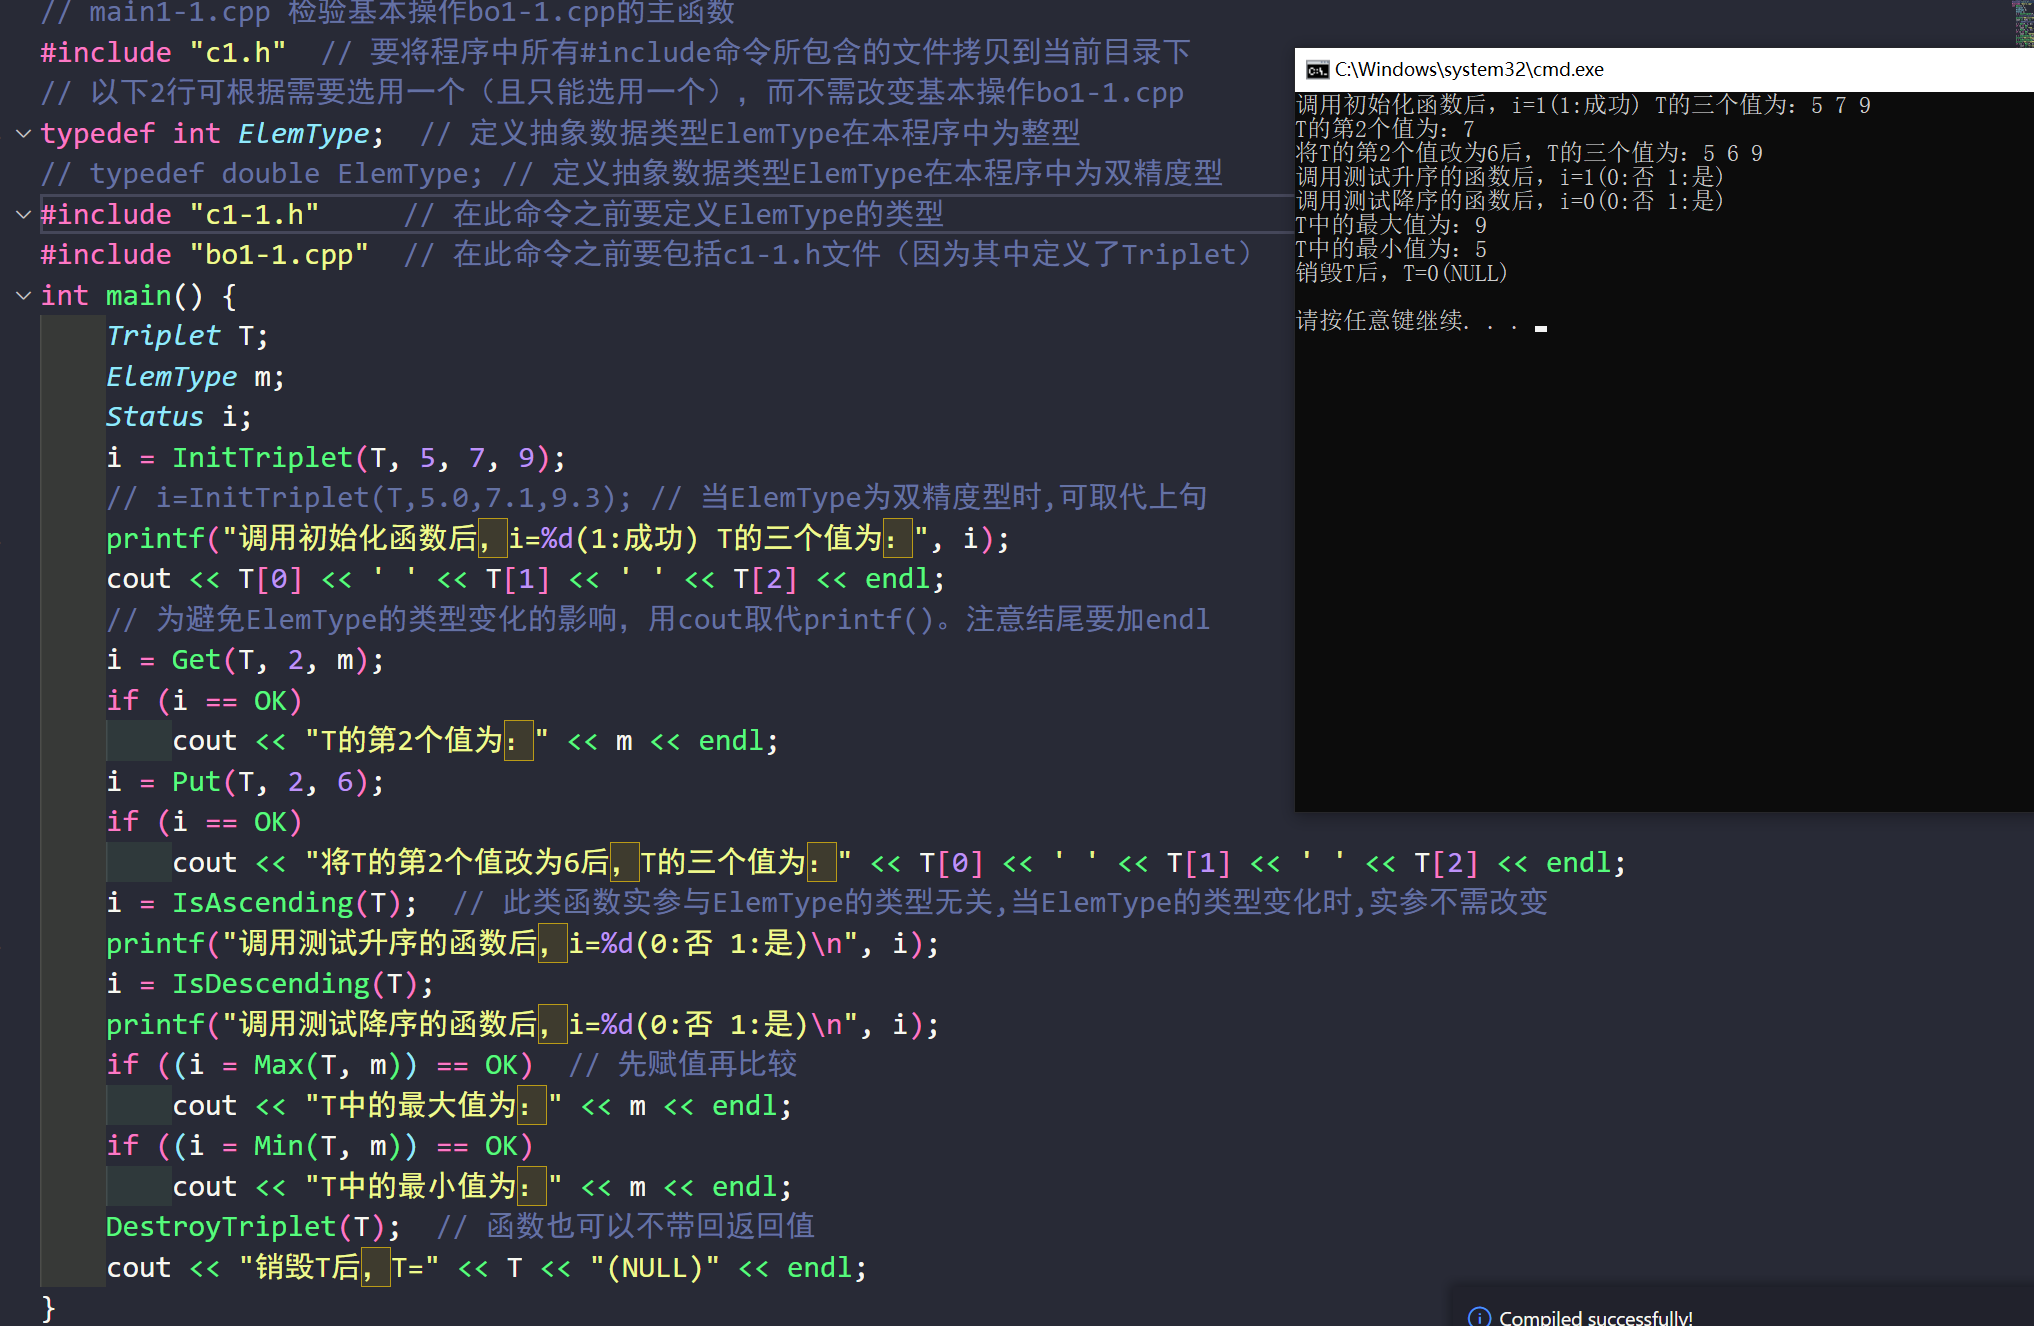 // main1-1.cpp 检验基本操作bo1-1.cpp的主函数
#include "c1.h"  // 要将程序中所有#include命令所包含的文件拷贝到当前目录下
// 以下2行可根据需要选用一个（且只能选用一个），而不需改变基本操作bo1-1.cpp
typedef int ElemType;  // 定义抽象数据类型ElemType在本程序中为整型
// typedef double ElemType; // 定义抽象数据类型ElemType在本程序中为双精度型
#include "c1-1.h"     // 在此命令之前要定义ElemType的类型
#include "bo1-1.cpp"  // 在此命令之前要包括c1-1.h文件（因为其中定义了Triplet）
int main() {
    Triplet T;
    ElemType m;
    Status i;
    i = InitTriplet(T, 5, 7, 9);
    // i=InitTriplet(T,5.0,7.1,9.3); // 当ElemType为双精度型时,可取代上句
    printf("调用初始化函数后，i=%d(1:成功) T的三个值为：", i);
    cout << T[0] << ' ' << T[1] << ' ' << T[2] << endl;
    // 为避免ElemType的类型变化的影响，用cout取代printf()。注意结尾要加endl
    i = Get(T, 2, m);
    if (i == OK)
        cout << "T的第2个值为：" << m << endl;
    i = Put(T, 2, 6);
    if (i == OK)
        cout << "将T的第2个值改为6后，T的三个值为：" << T[0] << ' ' << T[1] << ' ' << T[2] << endl;
    i = IsAscending(T);  // 此类函数实参与ElemType的类型无关,当ElemType的类型变化时,实参不需改变
    printf("调用测试升序的函数后，i=%d(0:否 1:是)\n", i);
    i = IsDescending(T);
    printf("调用测试降序的函数后，i=%d(0:否 1:是)\n", i);
    if ((i = Max(T, m)) == OK)  // 先赋值再比较
        cout << "T中的最大值为：" << m << endl;
    if ((i = Min(T, m)) == OK)
        cout << "T中的最小值为：" << m << endl;
    DestroyTriplet(T);  // 函数也可以不带回返回值
    cout << "销毁T后，T=" << T << "(NULL)" << endl;
}
C:\Windows\system32\cmd.exe
调用初始化函数后，i=1(1:成功) T的三个值为：5 7 9
T的第2个值为：7
将T的第2个值改为6后，T的三个值为：5 6 9
调用测试升序的函数后，i=1(0:否 1:是)
调用测试降序的函数后，i=0(0:否 1:是)
T中的最大值为：9
T中的最小值为：5
销毁T后，T=0(NULL)
请按任意键继续. . .
Compiled successfully!